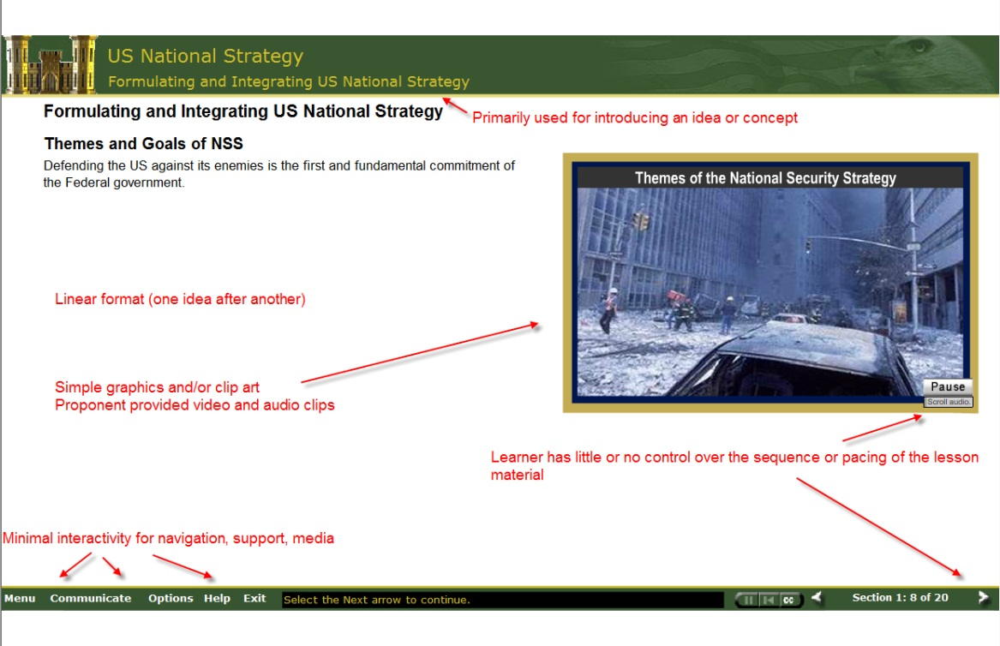 US National Strategy
Formulating and Integrating US National Strategy
Formulating and Integrating US National Strategy
Primarily used for introducing an idea or concept
Themes and Goals of NSS
Defending the US against its enemies is the first and fundamental commitment of
the Federal government.
Themes of the National Security Strategy
Linear format (one idea after another)
Simple graphics and/or clip art
Proponent provided video and audio clips
Pause
Scroll audio.
Learner has little or no control over the sequence or pacing of the lesson
material
Minimal interactivity for navigation, support, media
Menu Communicate Options Help Exit Select the Next arrow to continue. cc Section 1: 8 of 20